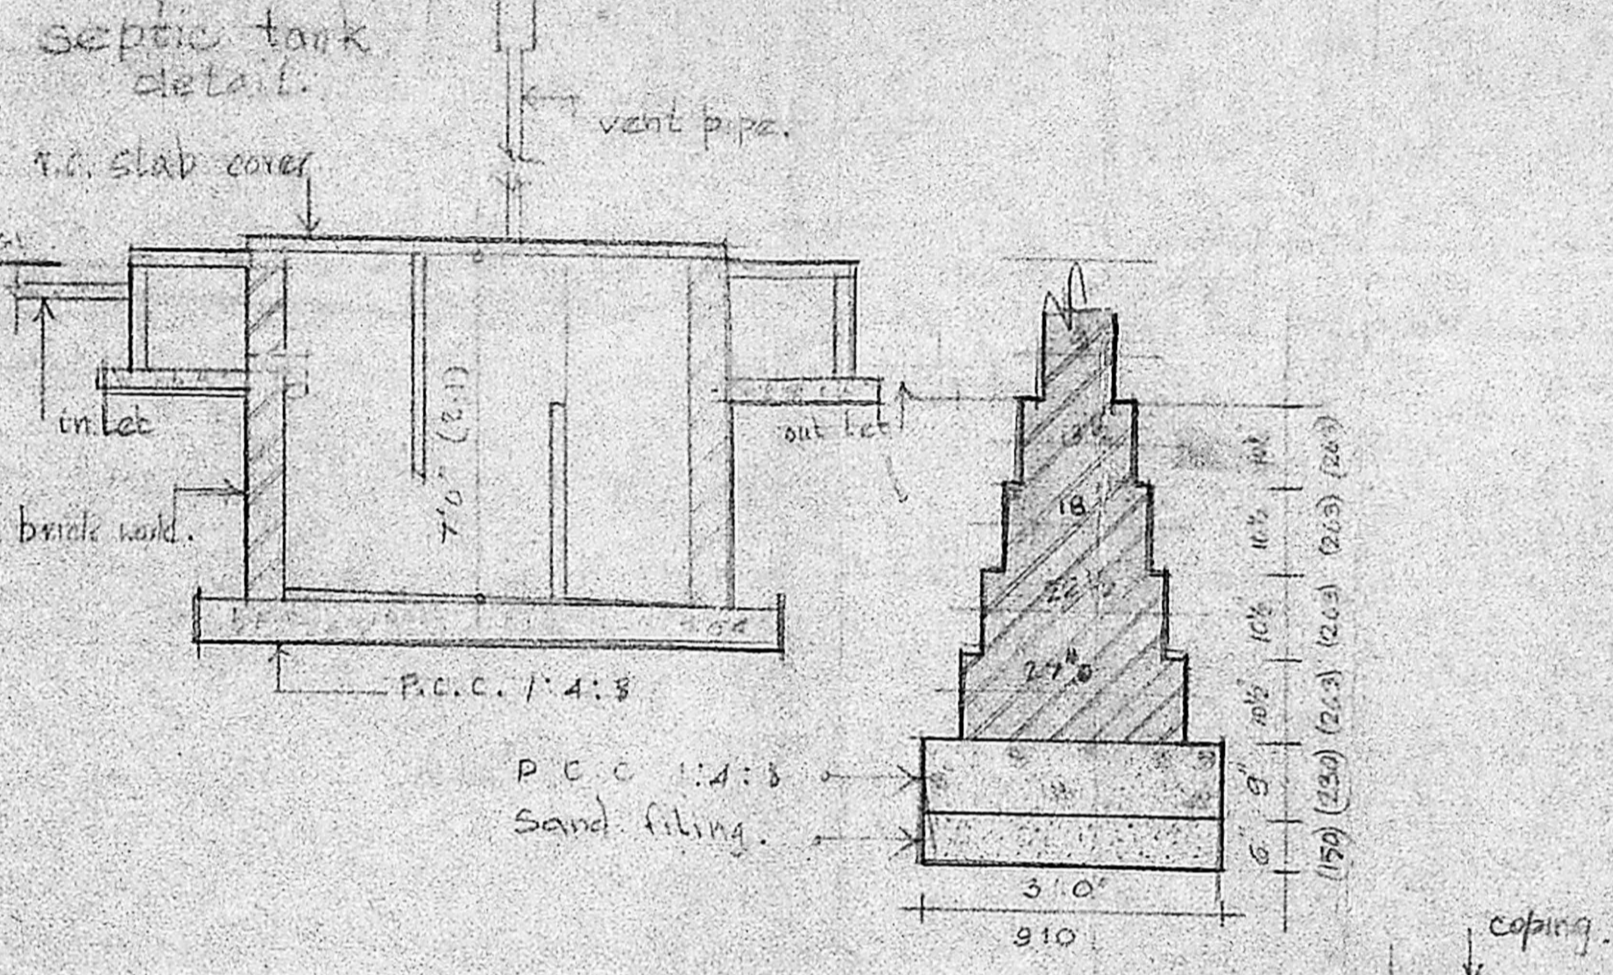 septic tank
detail.
vent pipe.
r.c. slab cover
inlet
out let
brick work.
7'0" (2.1)
P.C.C. 1:4:8
18
22½
27"
P C C 1:4:8
Sand filing.
10½ (263)
10½ (263)
10½ (263)
9" (230)
6" (150)
3'0"
910
coping.